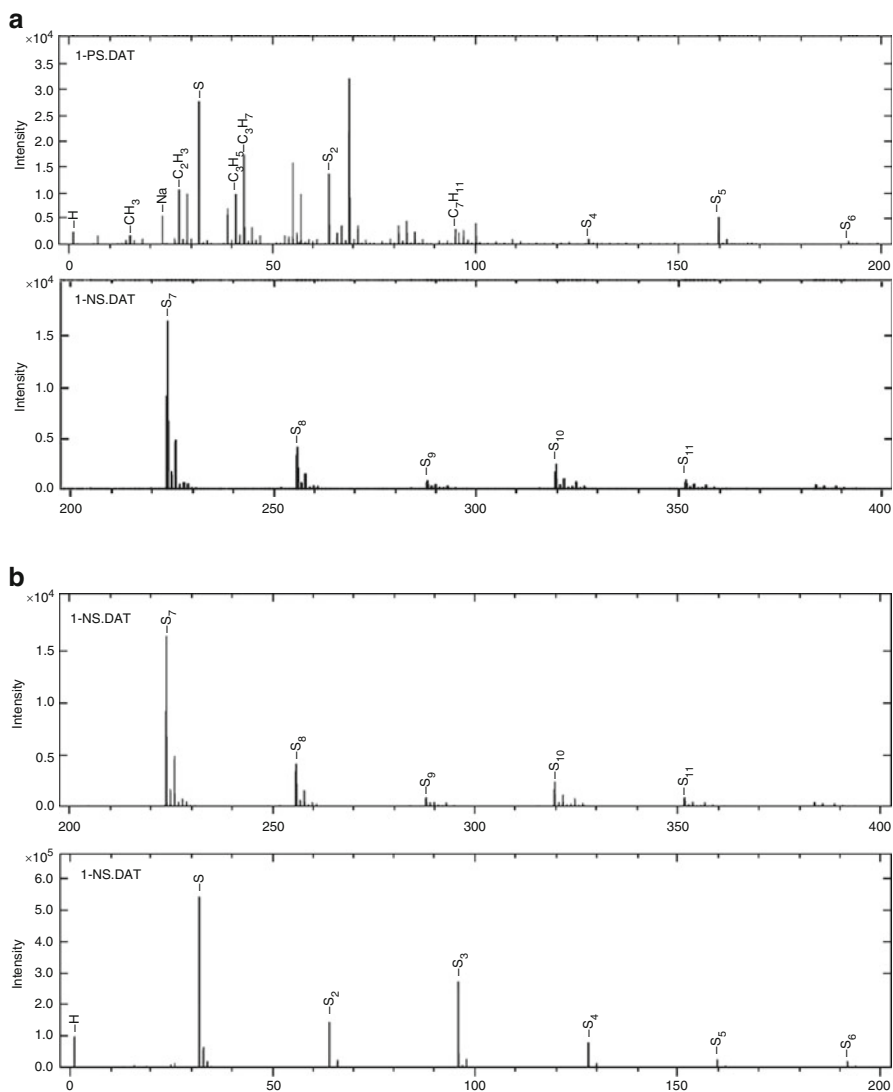 a
×10⁴
1-PS.DAT
3.5
3.0
2.5
2.0
1.5
1.0
0.5
0.0
Intensity
H
CH₃
Na
C₂H₃
S
C₃H₅
C₃H₇
S₂
C₇H₁₁
S₄
S₅
S₆
0 50 100 150 200
×10⁴
1-NS.DAT
1.5
1.0
0.5
0.0
Intensity
S₇
S₈
S₉
S₁₀
S₁₁
200 250 300 350 400
b
×10⁴
1-NS.DAT
1.5
1.0
0.5
0.0
Intensity
S₇
S₈
S₉
S₁₀
S₁₁
200 250 300 350 400
×10⁵
1-NS.DAT
6.0
5.0
4.0
3.0
2.0
1.0
0.0
Intensity
H
S
S₂
S₃
S₄
S₅
S₆
0 50 100 150 200